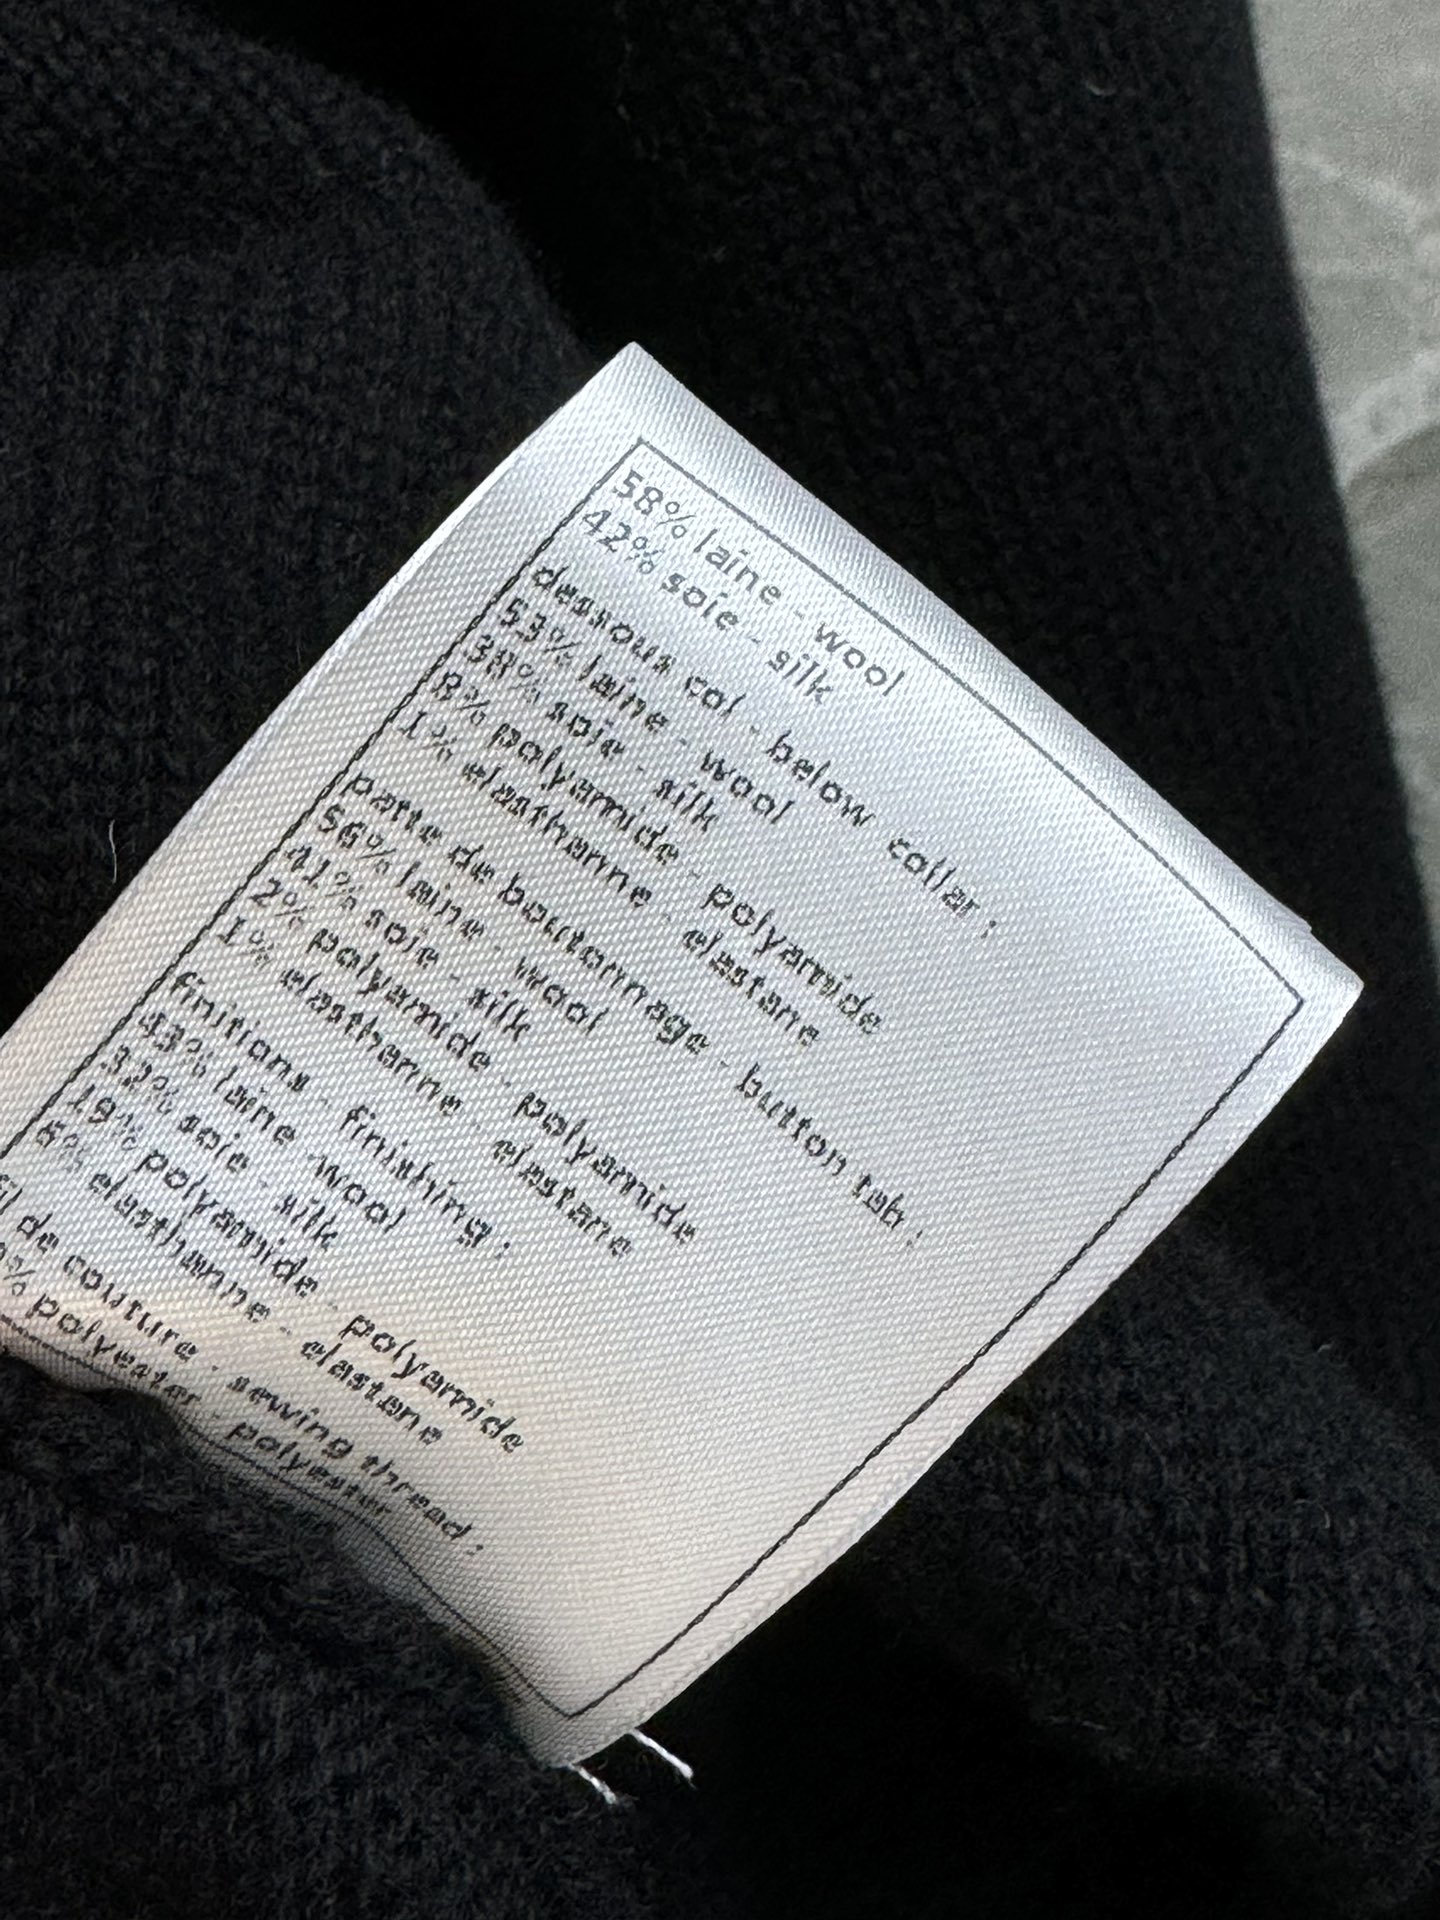 58% laine - wool
42% soie - silk
dessous col - below collar :
53% laine - wool
38% soie - silk
8% polyamide - polyamide
1% elasthanne - elastane
patte de boutonnage - button tab :
56% laine - wool
41% soie - silk
2% polyamide - polyamide
1% elasthanne - elastane
finitions - finishing :
43% laine - wool
32% soie - silk
19% polyamide - polyamide
6% elasthanne - elastane
de couture - sewing thread :
polyester - polyester